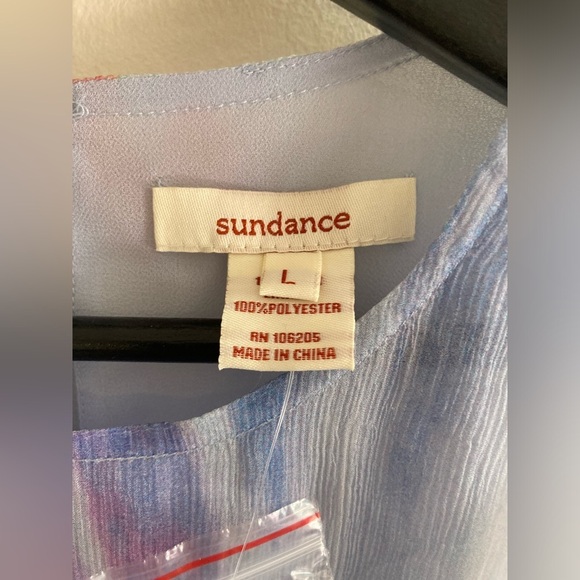 sundance
L
100%POLYESTER
RN 106205
MADE IN CHINA